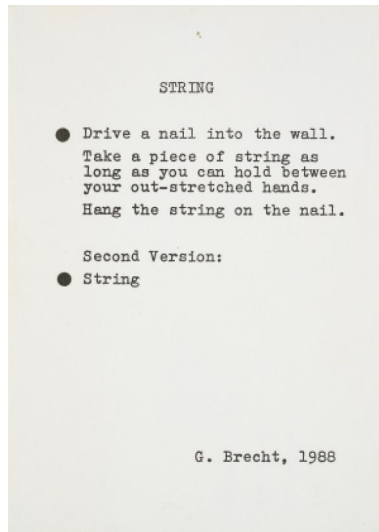 STRING
● Drive a nail into the wall.
Take a piece of string as
long as you can hold between
your out-stretched hands.
Hang the string on the nail.
Second Version:
● String
G. Brecht, 1988